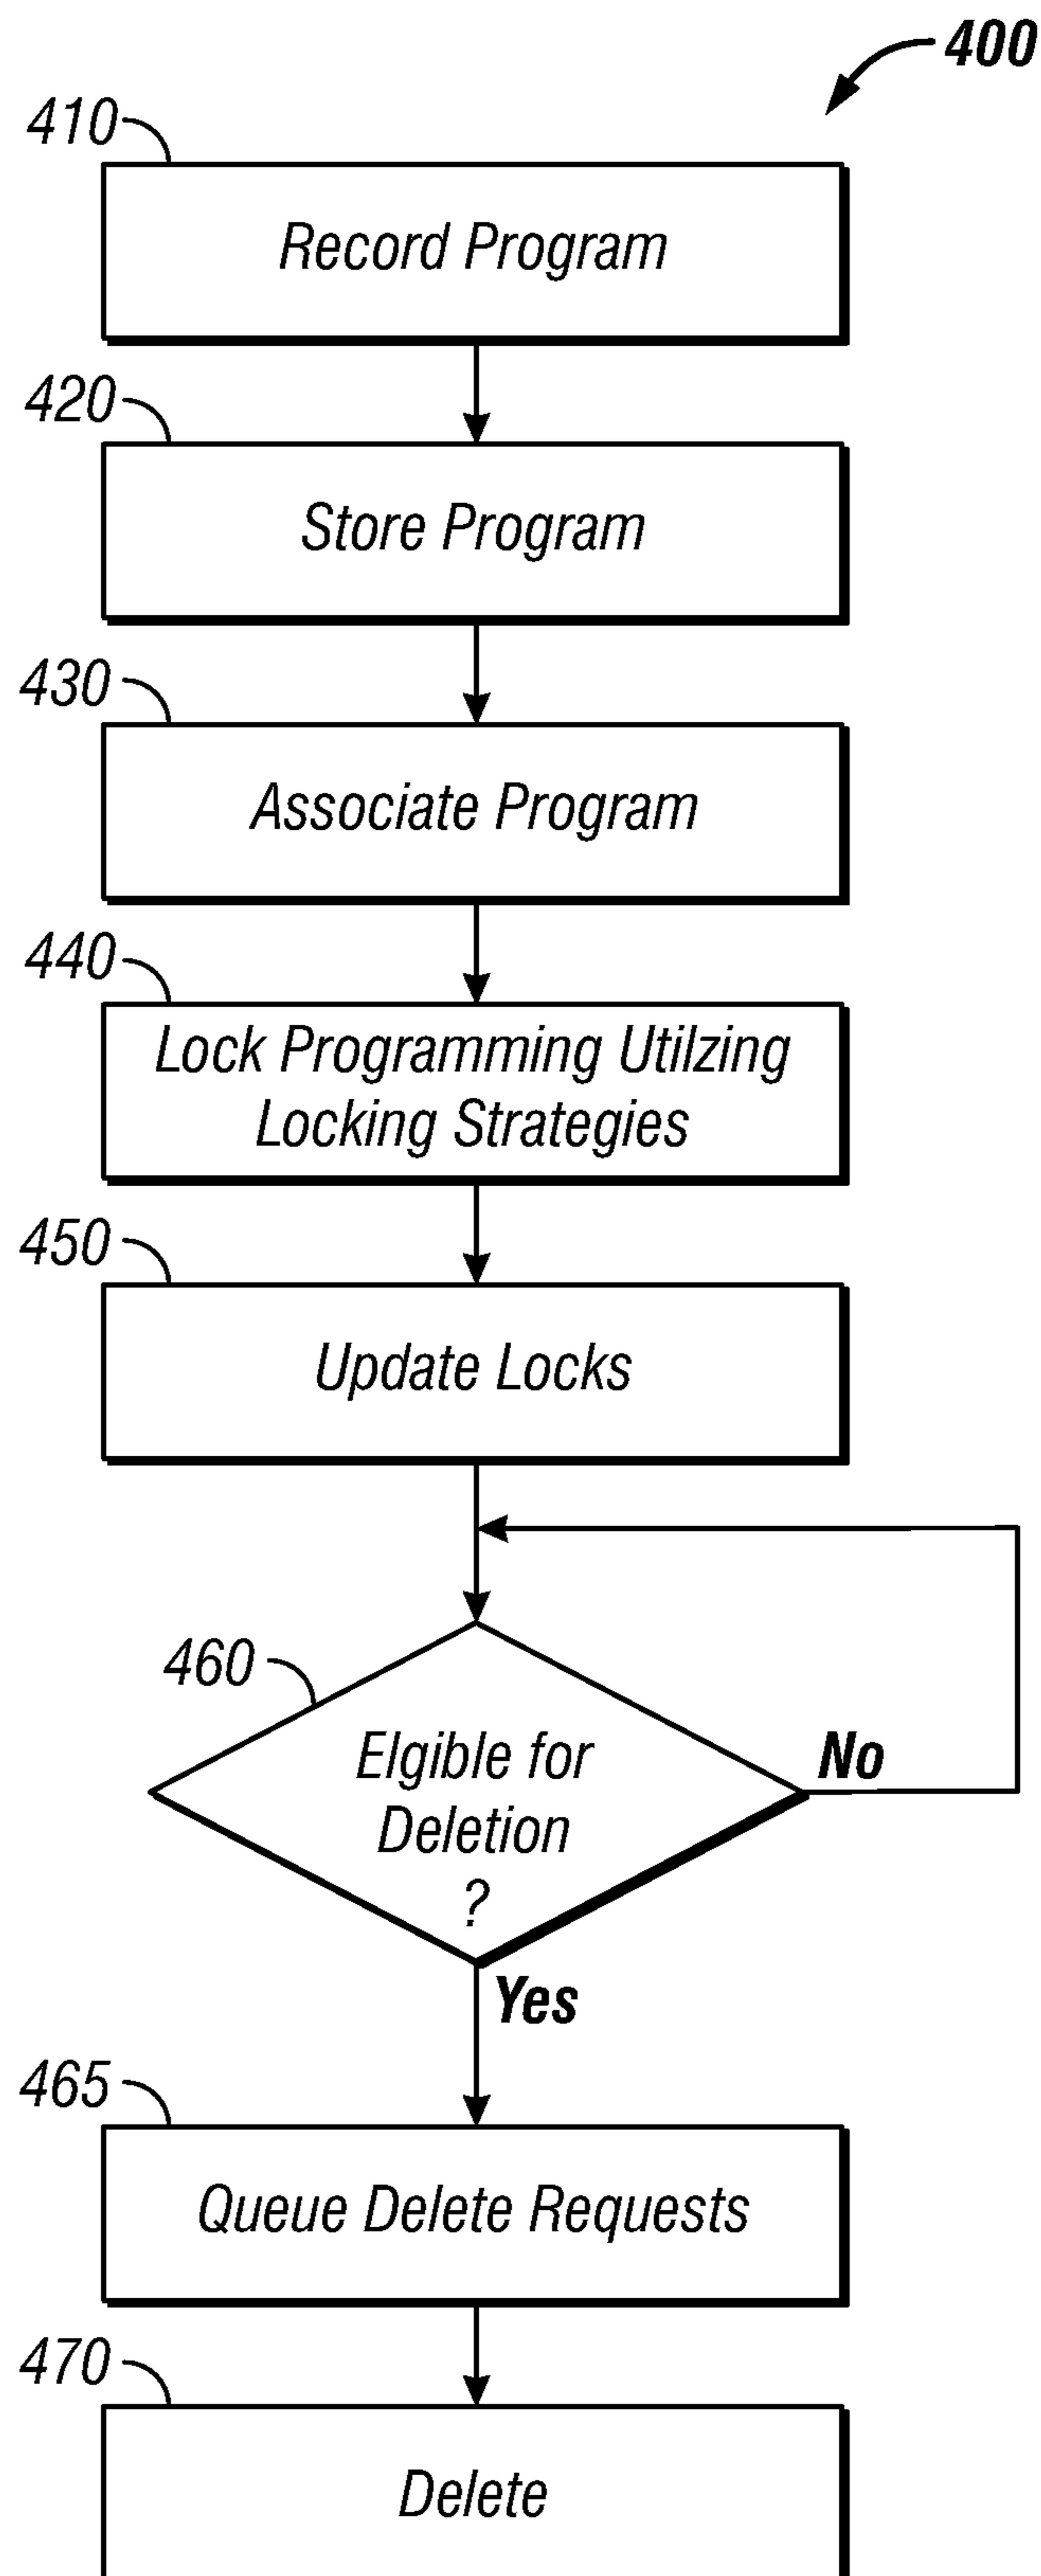 400
410
Record Program
420
Store Program
430
Associate Program
440
Lock Programming Utilzing
Locking Strategies
450
Update Locks
460
Elgible for
Deletion
?
No
Yes
465
Queue Delete Requests
470
Delete